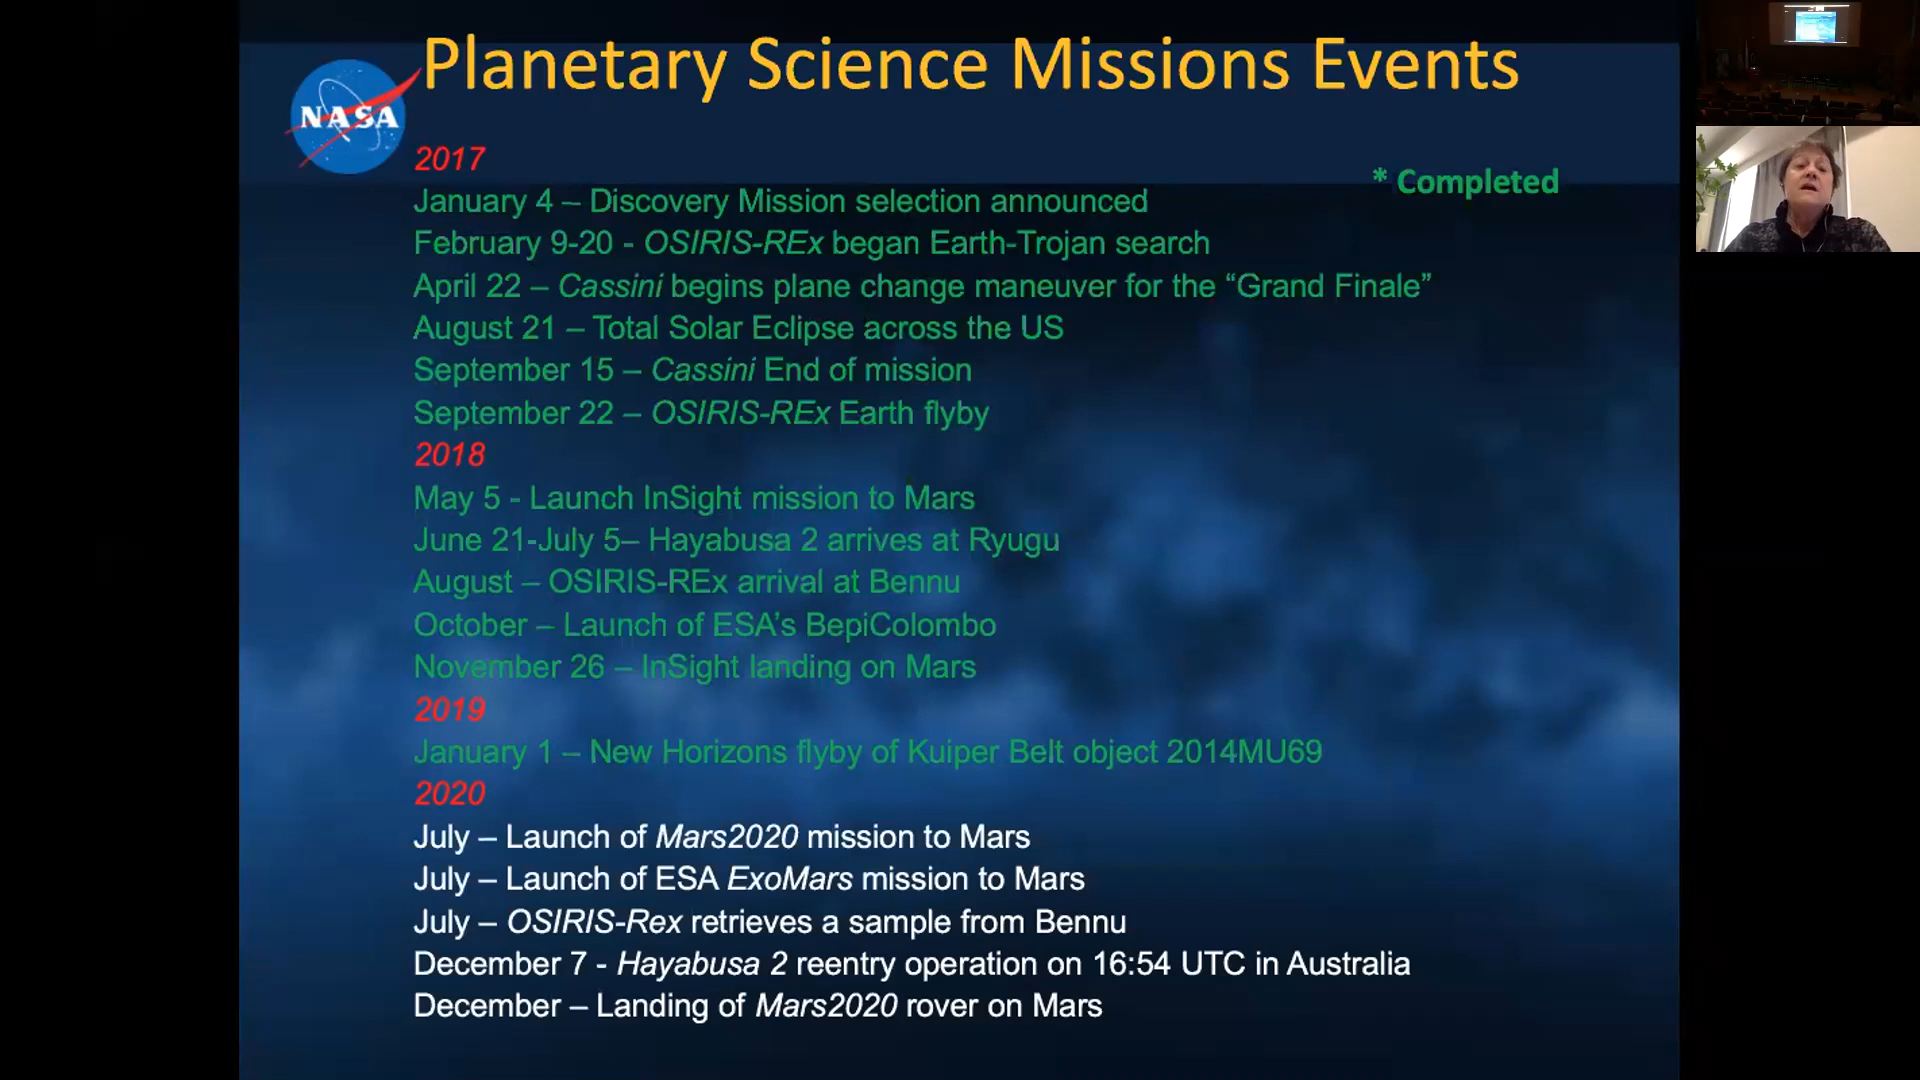 Planetary Science Missions Events
NASA
2017
* Completed
January 4 – Discovery Mission selection announced
February 9-20 - OSIRIS-REx began Earth-Trojan search
April 22 – Cassini begins plane change maneuver for the “Grand Finale”
August 21 – Total Solar Eclipse across the US
September 15 – Cassini End of mission
September 22 – OSIRIS-REx Earth flyby
2018
May 5 - Launch InSight mission to Mars
June 21-July 5– Hayabusa 2 arrives at Ryugu
August – OSIRIS-REx arrival at Bennu
October – Launch of ESA’s BepiColombo
November 26 – InSight landing on Mars
2019
January 1 – New Horizons flyby of Kuiper Belt object 2014MU69
2020
July – Launch of Mars2020 mission to Mars
July – Launch of ESA ExoMars mission to Mars
July – OSIRIS-Rex retrieves a sample from Bennu
December 7 - Hayabusa 2 reentry operation on 16:54 UTC in Australia
December – Landing of Mars2020 rover on Mars